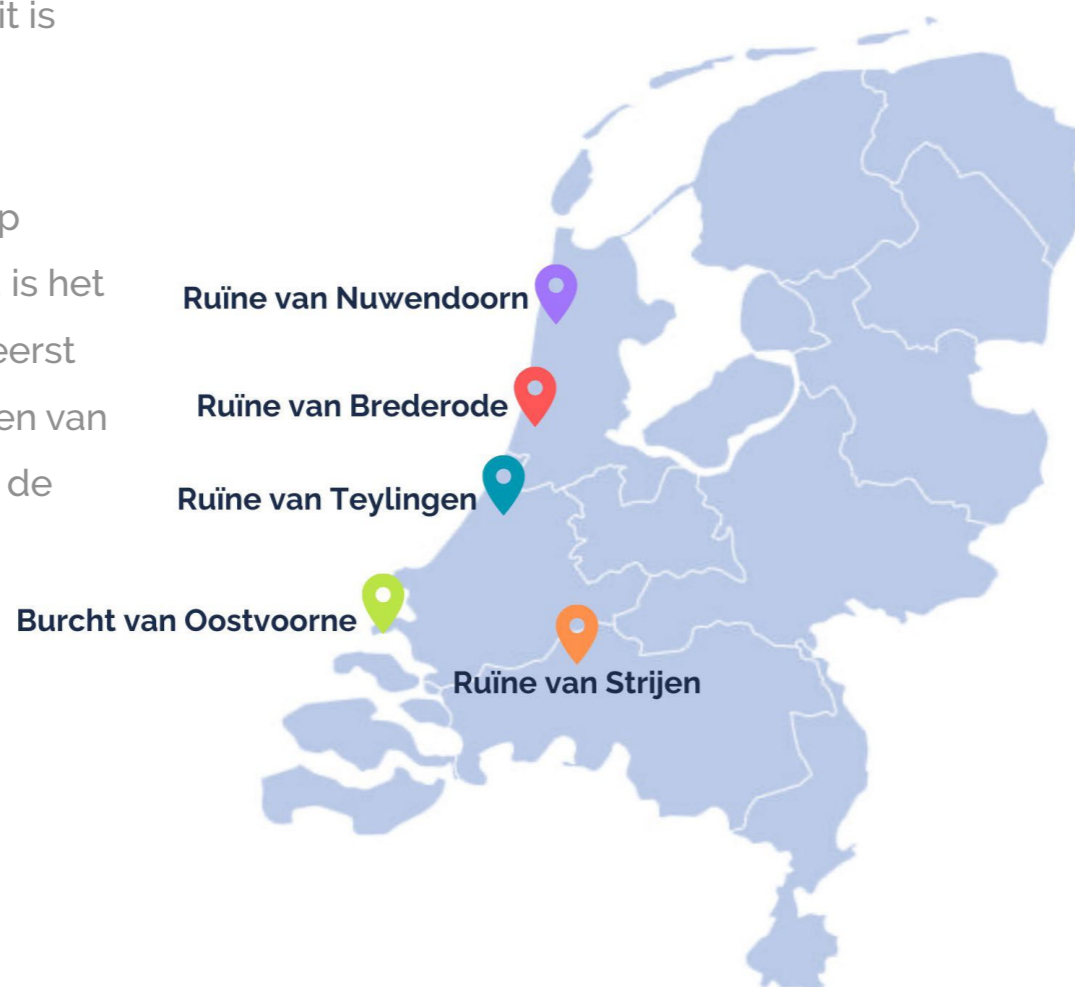 it is
p
is het
eerst
en van
de
Ruïne van Nuwendoorn
Ruïne van Brederode
Ruïne van Teylingen
Burcht van Oostvoorne
Ruïne van Strijen